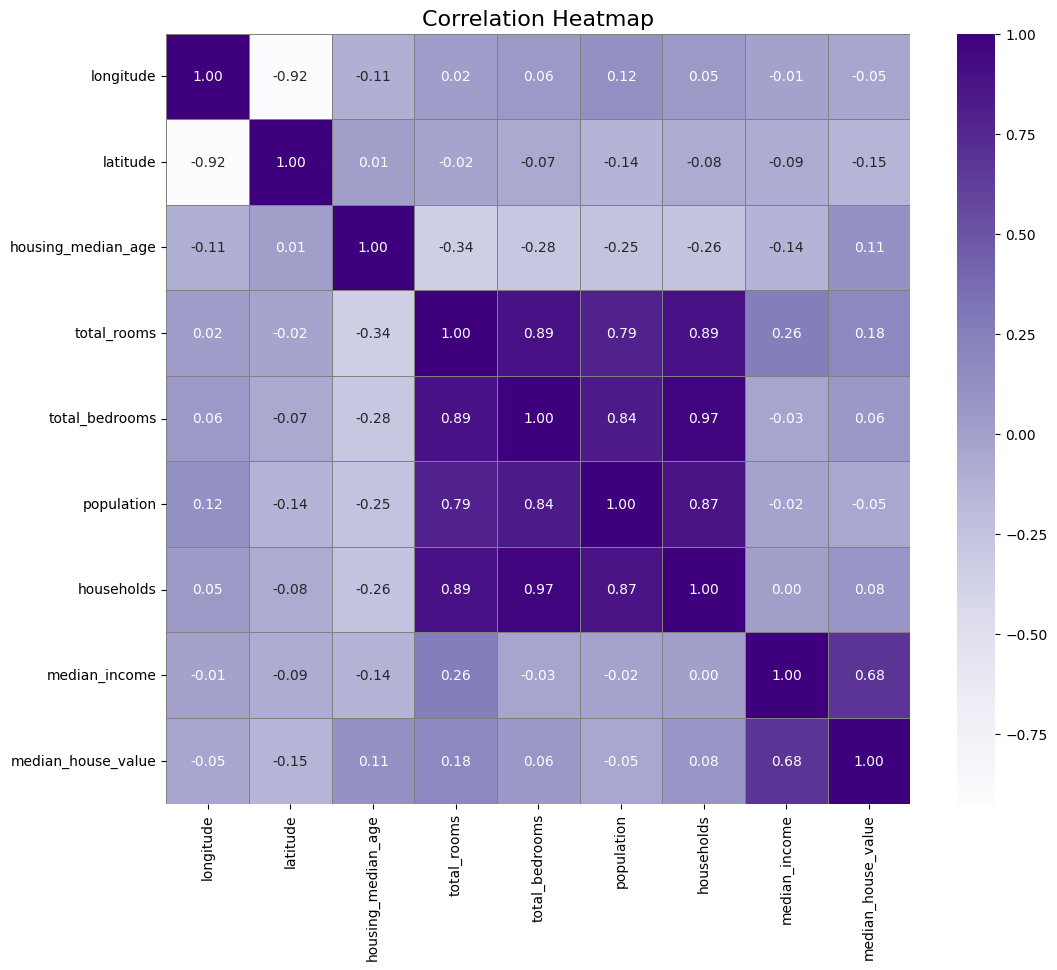 Correlation Heatmap
longitude 1.00 -0.92 -0.11 0.02 0.06 0.12 0.05 -0.01 -0.05
latitude -0.92 1.00 0.01 -0.02 -0.07 -0.14 -0.08 -0.09 -0.15
housing_median_age -0.11 0.01 1.00 -0.34 -0.28 -0.25 -0.26 -0.14 0.11
total_rooms 0.02 -0.02 -0.34 1.00 0.89 0.79 0.89 0.26 0.18
total_bedrooms 0.06 -0.07 -0.28 0.89 1.00 0.84 0.97 -0.03 0.06
population 0.12 -0.14 -0.25 0.79 0.84 1.00 0.87 -0.02 -0.05
households 0.05 -0.08 -0.26 0.89 0.97 0.87 1.00 0.00 0.08
median_income -0.01 -0.09 -0.14 0.26 -0.03 -0.02 0.00 1.00 0.68
median_house_value -0.05 -0.15 0.11 0.18 0.06 -0.05 0.08 0.68 1.00
longitude
latitude
housing_median_age
total_rooms
total_bedrooms
population
households
median_income
median_house_value
1.00
0.75
0.50
0.25
0.00
−0.25
−0.50
−0.75